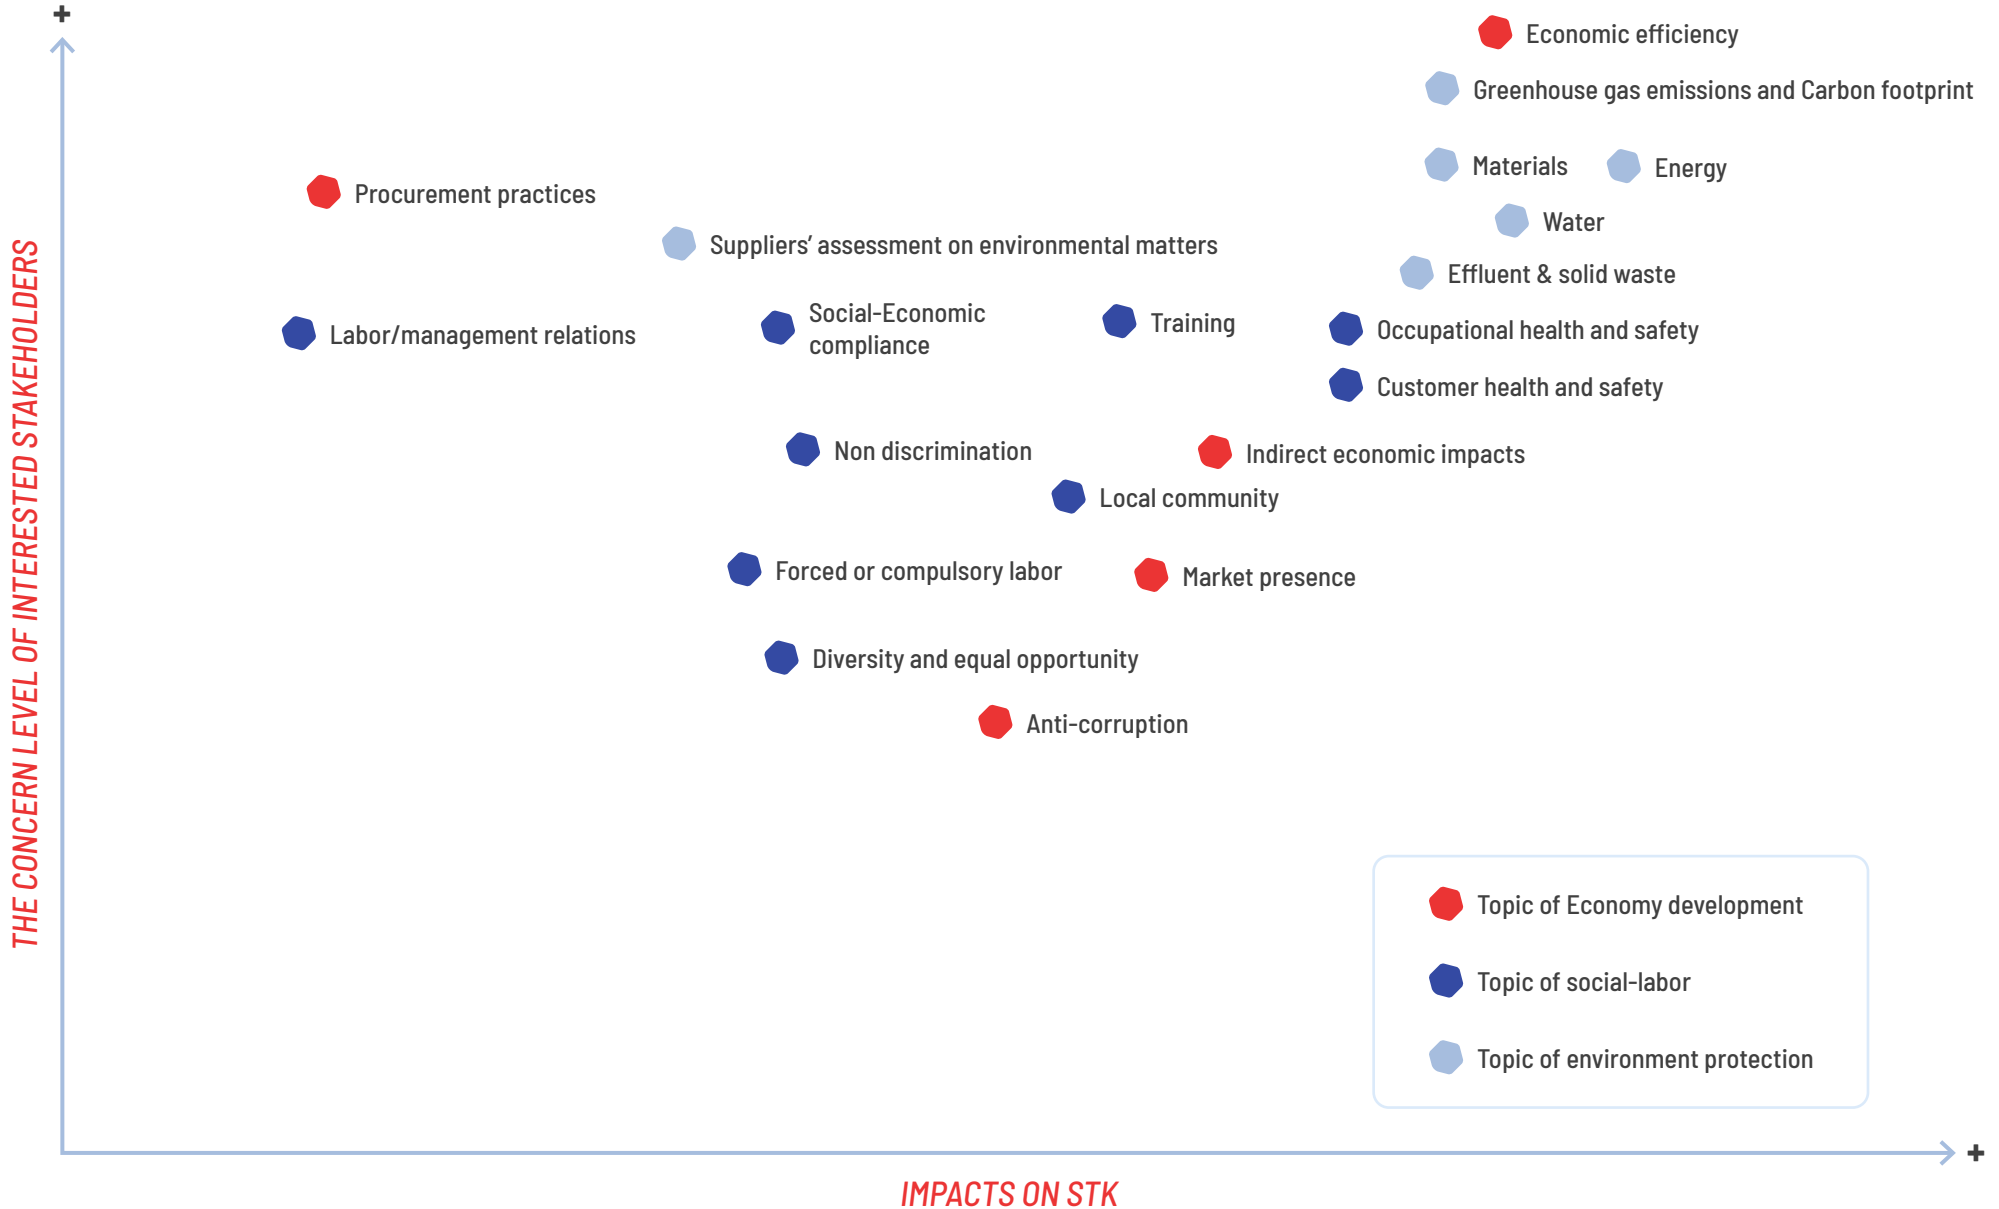 +
Economic efficiency
Greenhouse gas emissions and Carbon footprint
Materials
Energy
Procurement practices
Water
Suppliers’ assessment on environmental matters
Effluent & solid waste
Social-Economic
compliance
Training
Labor/management relations
Occupational health and safety
Customer health and safety
Non discrimination
Indirect economic impacts
Local community
Forced or compulsory labor
Market presence
Diversity and equal opportunity
Anti-corruption
THE CONCERN LEVEL OF INTERESTED STAKEHOLDERS
Topic of Economy development
Topic of social-labor
Topic of environment protection
+
IMPACTS ON STK